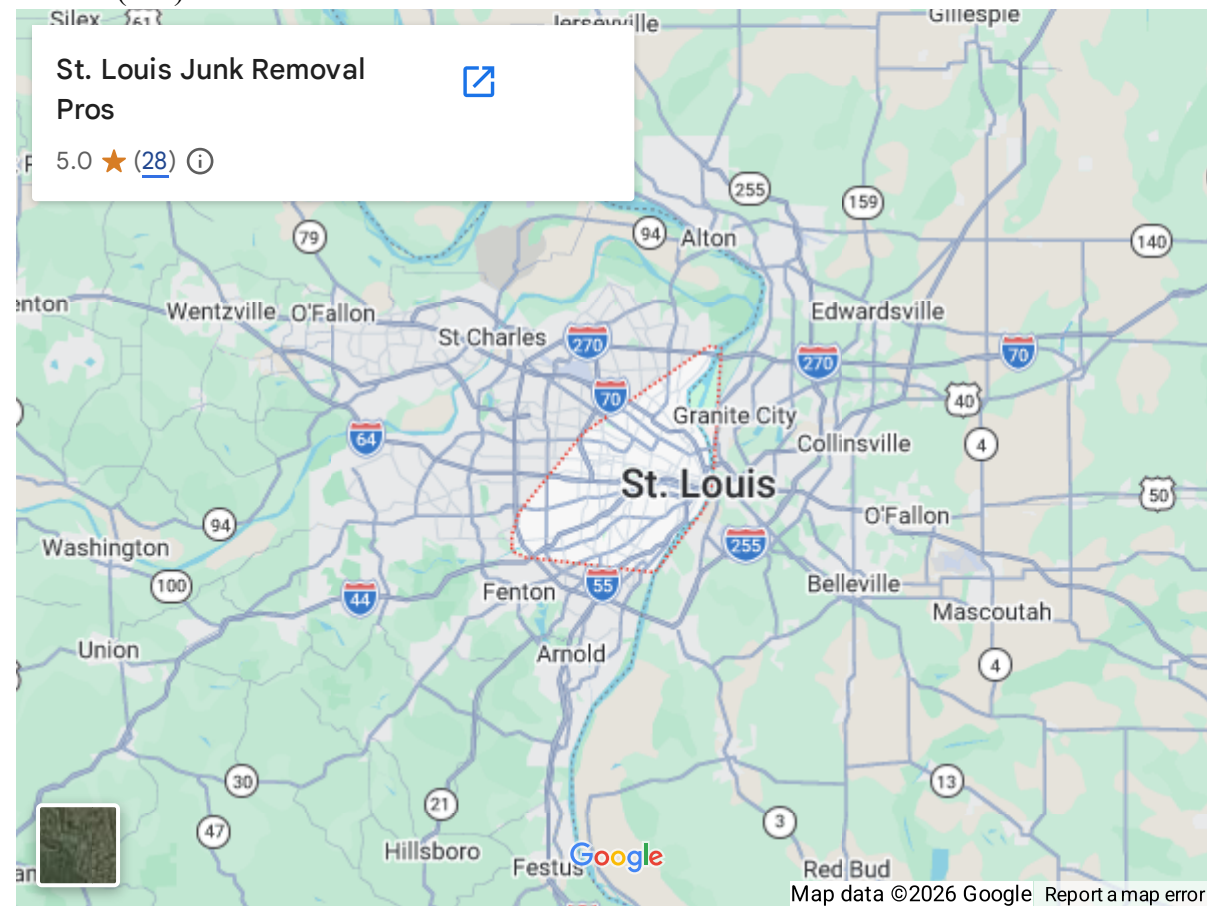 Silex
61
Jerseyville
Gillespie
St. Louis Junk Removal
Pros
5.0 ★ (28)
255
159
79
94
Alton
140
enton
Wentzville
O'Fallon
Edwardsville
St Charles
270
270
70
70
40
Granite City
64
Collinsville
4
St. Louis
50
94
O'Fallon
Washington
255
100
Fenton
55
Belleville
44
Mascoutah
Union
Arnold
4
30
13
21
47
3
Hillsboro
Google
Festus
Red Bud
an
Map data ©2026 Google
Report a map error